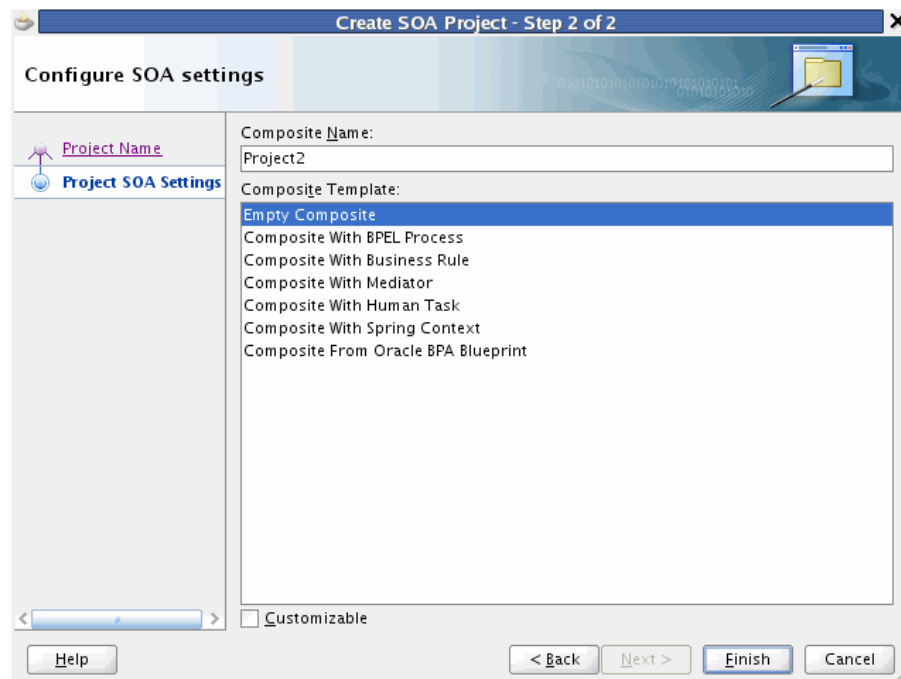 Create SOA Project - Step 2 of 2
Configure SOA settings
Project Name
Project SOA Settings
Composite Name:
Project2
Composite Template:
Empty Composite
Composite With BPEL Process
Composite With Business Rule
Composite With Mediator
Composite With Human Task
Composite With Spring Context
Composite From Oracle BPA Blueprint
Customizable
Help
< Back
Next >
Finish
Cancel